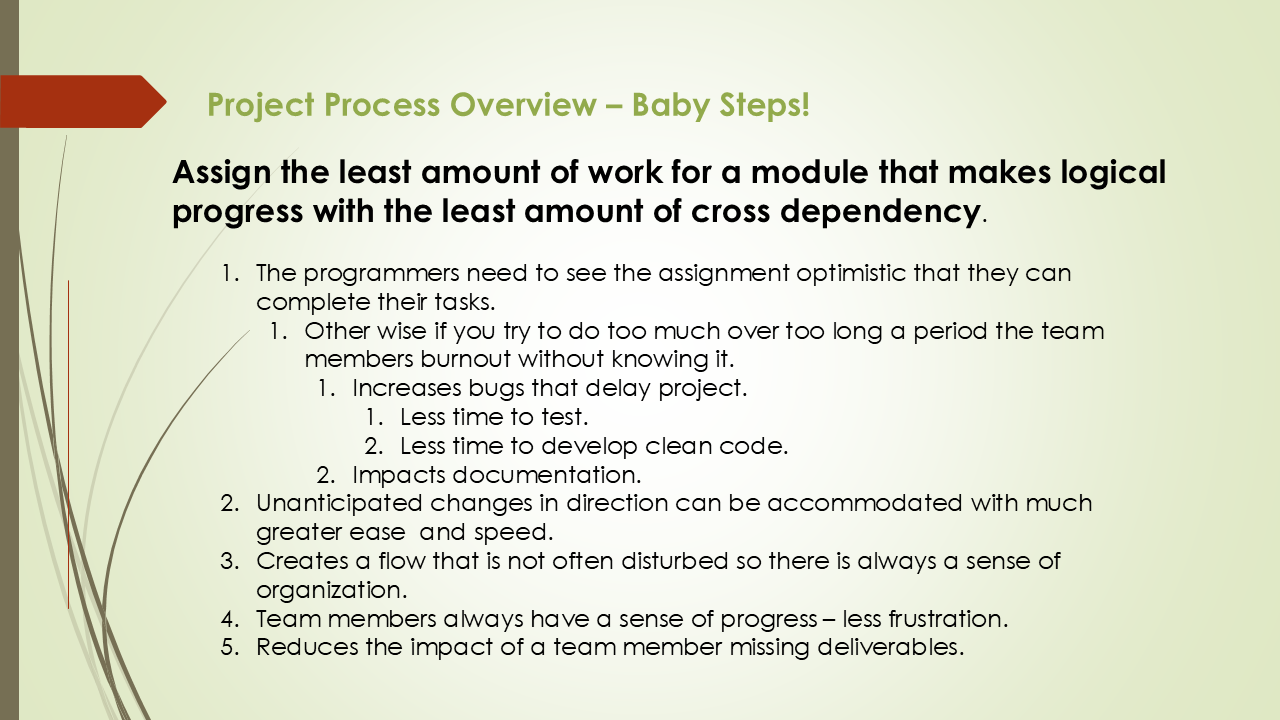 Project Process Overview – Baby Steps!
Assign the least amount of work for a module that makes logical
progress with the least amount of cross dependency.
1. The programmers need to see the assignment optimistic that they can
complete their tasks.
1. Other wise if you try to do too much over too long a period the team
members burnout without knowing it.
1. Increases bugs that delay project.
1. Less time to test.
2. Less time to develop clean code.
2. Impacts documentation.
2. Unanticipated changes in direction can be accommodated with much
greater ease  and speed.
3. Creates a flow that is not often disturbed so there is always a sense of
organization.
4. Team members always have a sense of progress – less frustration.
5. Reduces the impact of a team member missing deliverables.